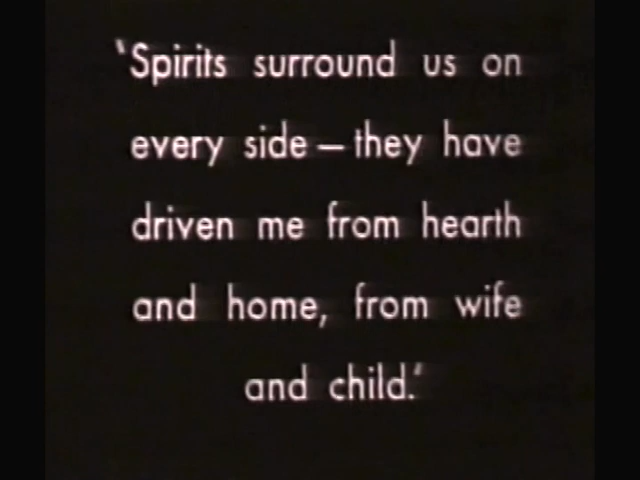 ‛Spirits surround us on
every side — they have
driven me from hearth
and home, from wife
and child.’